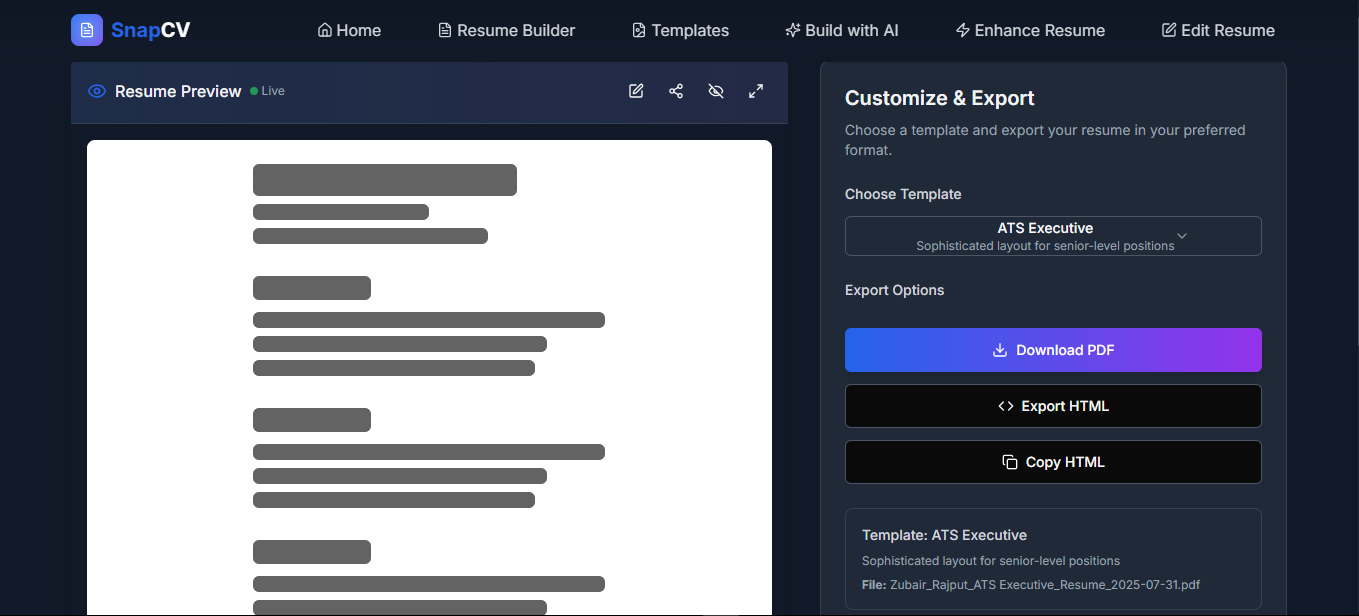 SnapCV
Home
Resume Builder
Templates
Build with AI
Enhance Resume
Edit Resume
Resume Preview
Live
Customize & Export
Choose a template and export your resume in your preferred
format.
Choose Template
ATS Executive
Sophisticated layout for senior-level positions
Export Options
Download PDF
Export HTML
Copy HTML
Template: ATS Executive
Sophisticated layout for senior-level positions
File: Zubair_Rajput_ATS Executive_Resume_2025-07-31.pdf